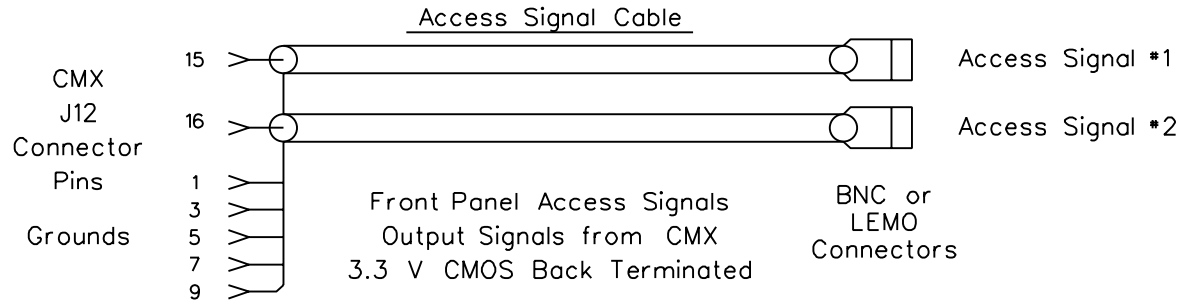 Access Signal Cable
15
Access Signal #1
CMX
J12
Connector
Pins
16
Access Signal #2
1
3
Grounds
5
7
9
Front Panel Access Signals
Output Signals from CMX
3.3 V CMOS Back Terminated
BNC or
LEMO
Connectors